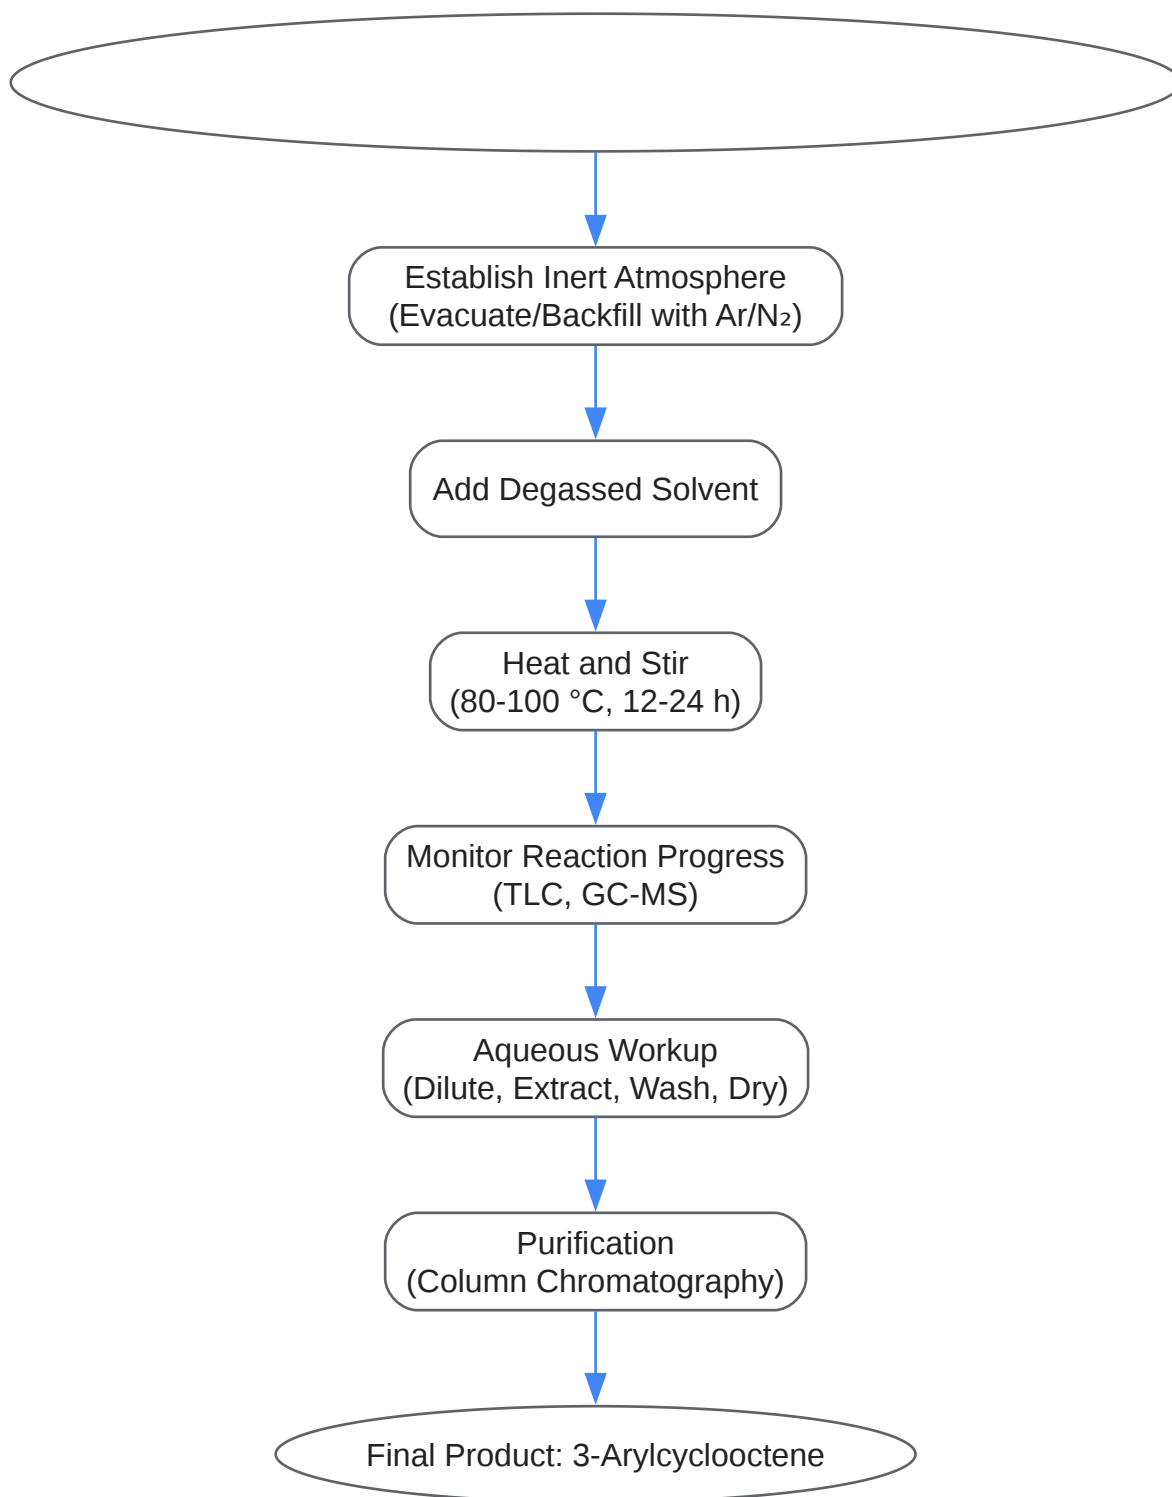 Establish Inert Atmosphere
(Evacuate/Backfill with Ar/N₂)
Add Degassed Solvent
Heat and Stir
(80-100 °C, 12-24 h)
Monitor Reaction Progress
(TLC, GC-MS)
Aqueous Workup
(Dilute, Extract, Wash, Dry)
Purification
(Column Chromatography)
Final Product: 3-Arylcyclooctene